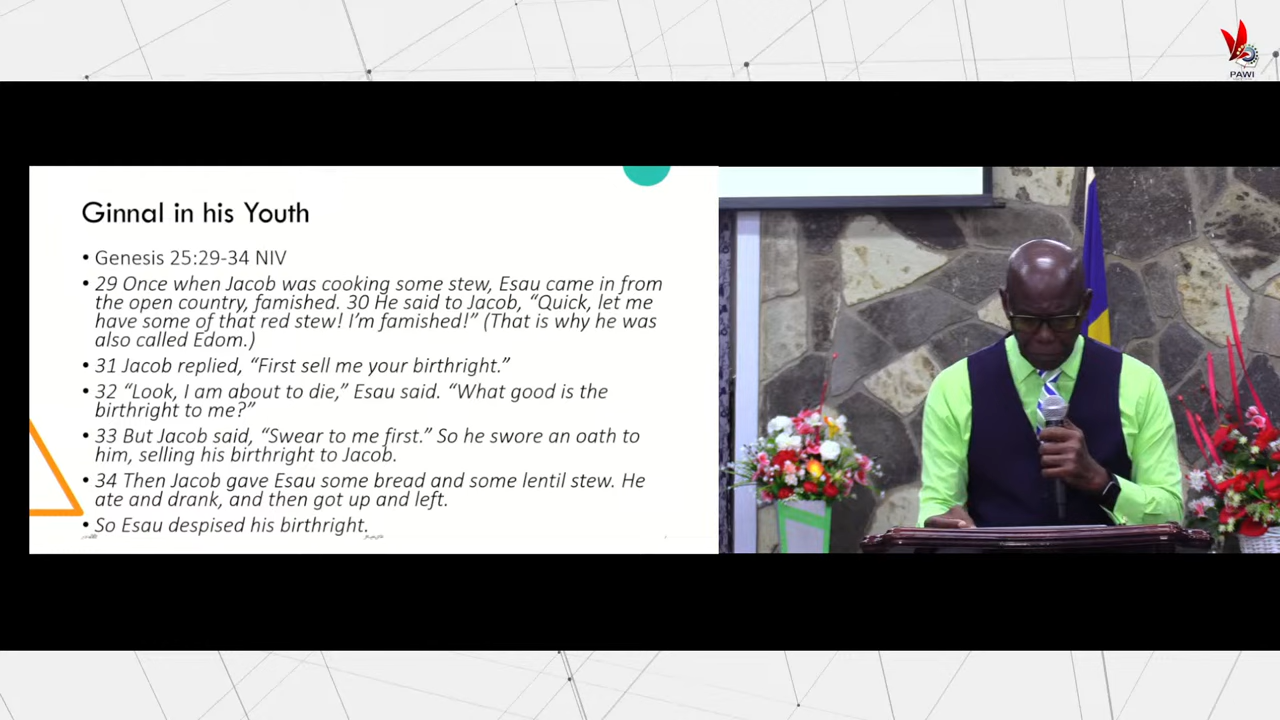 PAWI
Ginnal in his Youth
• Genesis 25:29-34 NIV
• 29 Once when Jacob was cooking some stew, Esau came in from
the open country, famished. 30 He said to Jacob, “Quick, let me
have some of that red stew! I’m famished!” (That is why he was
also called Edom.)
• 31 Jacob replied, “First sell me your birthright.”
• 32 “Look, I am about to die,” Esau said. “What good is the
birthright to me?”
• 33 But Jacob said, “Swear to me first.” So he swore an oath to
him, selling his birthright to Jacob.
• 34 Then Jacob gave Esau some bread and some lentil stew. He
ate and drank, and then got up and left.
• So Esau despised his birthright.